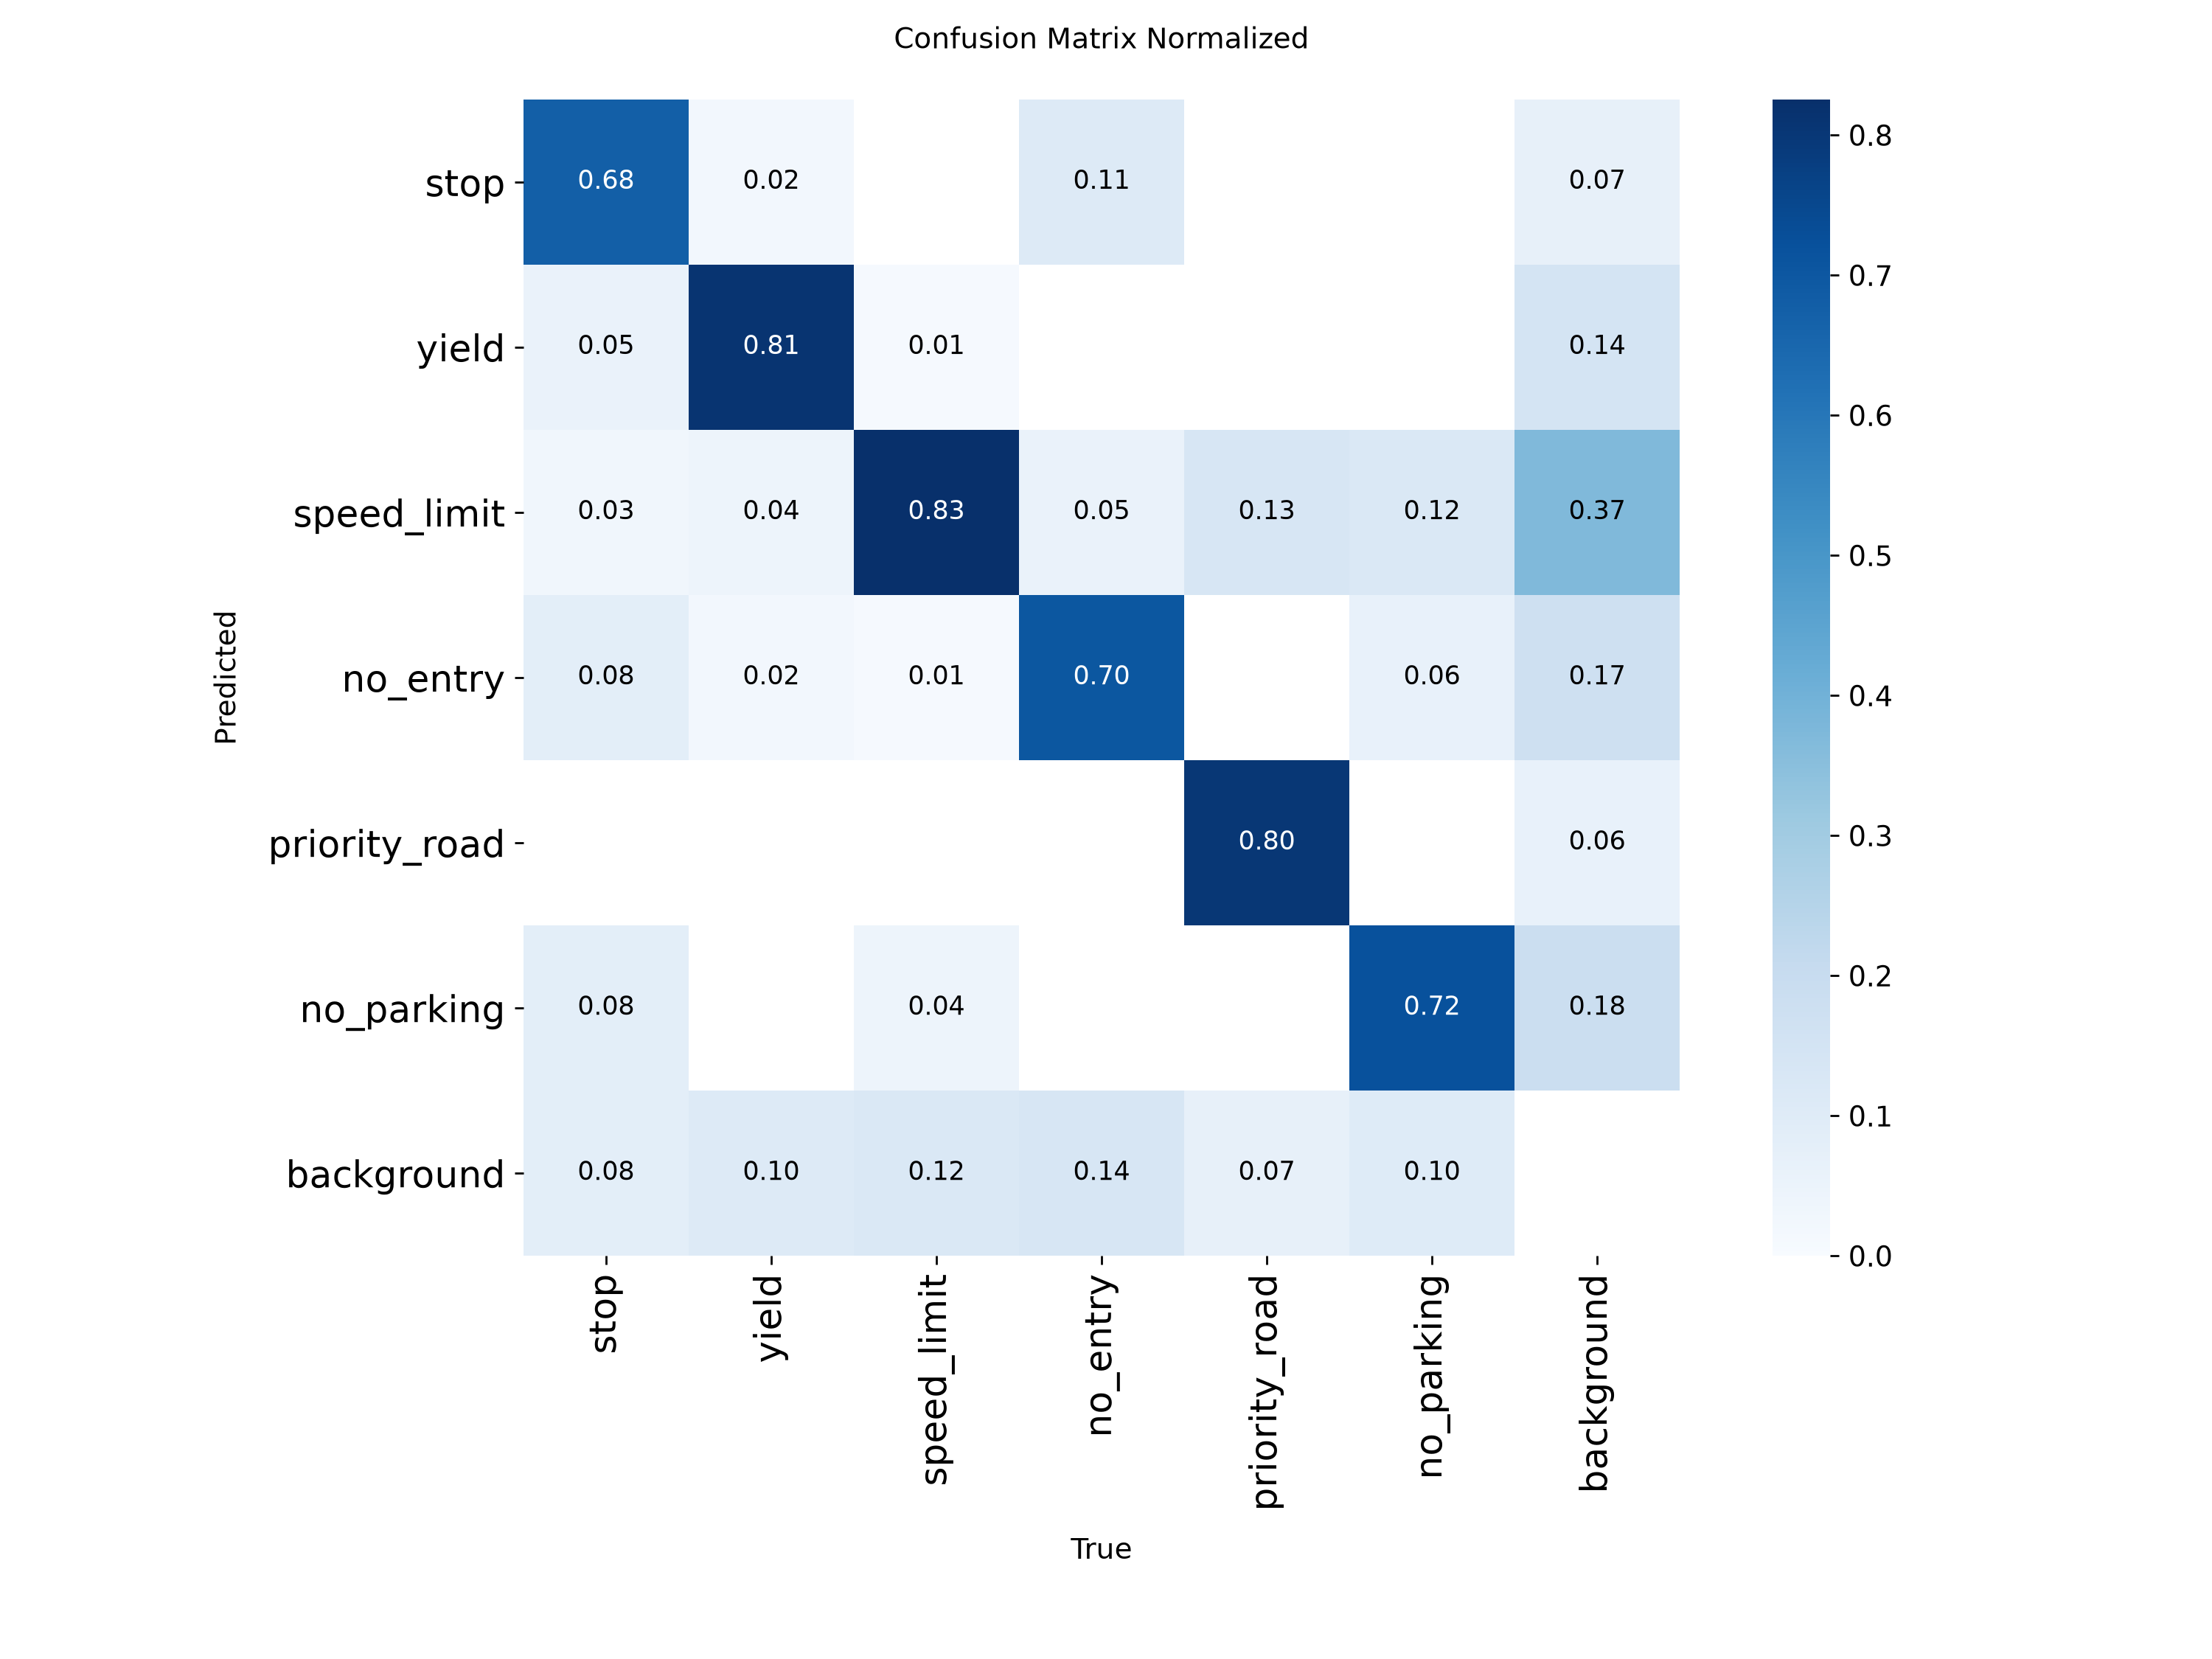 Confusion Matrix Normalized
stop 0.68 0.02 0.11 0.07
yield 0.05 0.81 0.01 0.14
speed_limit 0.03 0.04 0.83 0.05 0.13 0.12 0.37
no_entry 0.08 0.02 0.01 0.70 0.06 0.17
priority_road 0.80 0.06
no_parking 0.08 0.04 0.72 0.18
background 0.08 0.10 0.12 0.14 0.07 0.10
Predicted
stop yield speed_limit no_entry priority_road no_parking background
True
0.8
0.7
0.6
0.5
0.4
0.3
0.2
0.1
0.0